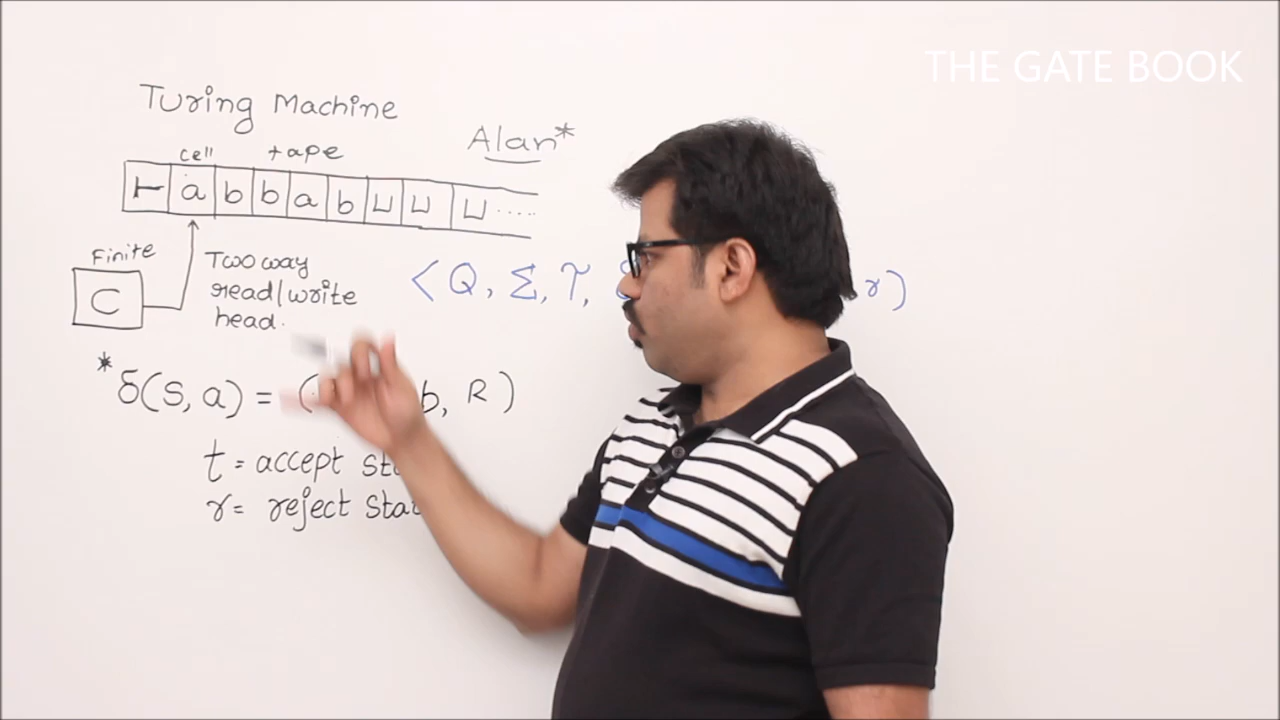 THE GATE BOOK
Turing Machine
Alan*
cell tape
⊢ a b b a b ⊔ ⊔ ⊔ .....
Finite
C
Two way
read/write
head.
< Q, Σ, Γ, r)
* δ(S, a) = ( b, R )
t = accept
r = reject